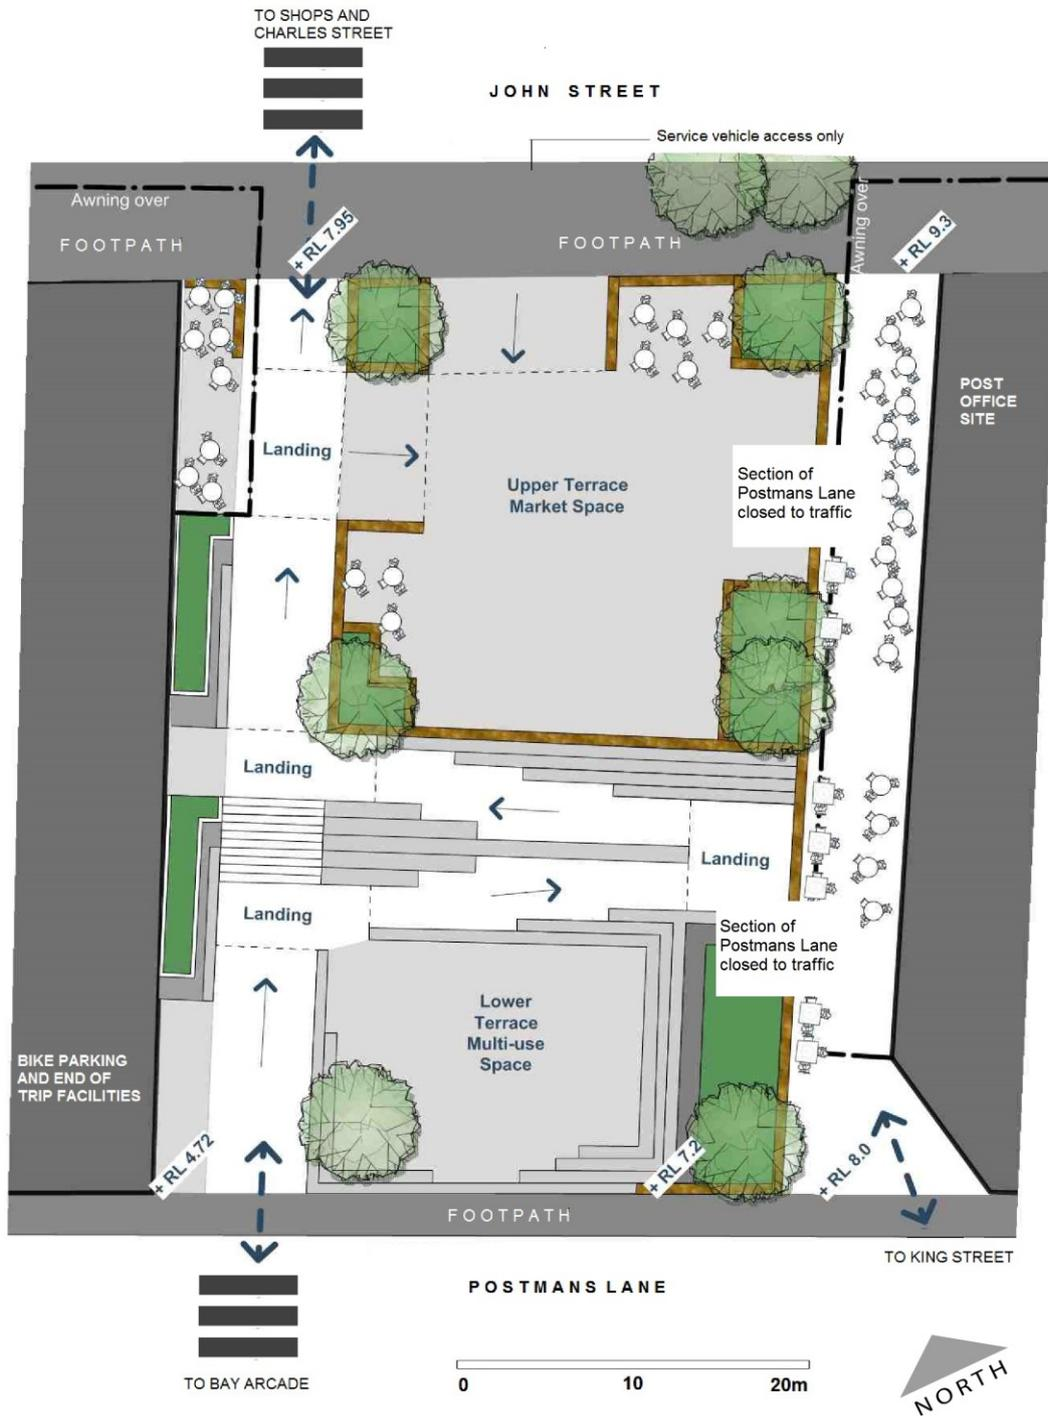 TO SHOPS AND
CHARLES STREET
JOHN STREET
Service vehicle access only
Awning over
FOOTPATH
+ RL 7.95
FOOTPATH
Awning over
+ RL 9.3
POST
OFFICE
SITE
Landing
Upper Terrace
Market Space
Section of
Postmans Lane
closed to traffic
Landing
Landing
Landing
Section of
Postmans Lane
closed to traffic
Lower
Terrace
Multi-use
Space
BIKE PARKING
AND END OF
TRIP FACILITIES
+ RL 4.72
+ RL 7.2
+ RL 8.0
FOOTPATH
TO KING STREET
POSTMANS LANE
TO BAY ARCADE
0 10 20m
NORTH